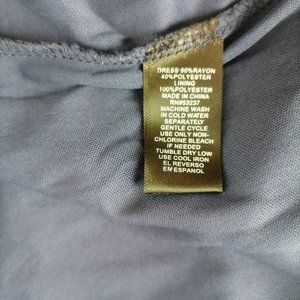 DRESS 60%RAYON
40%POLYESTER
LINING
100%POLYESTER
MADE IN CHINA
RN#53237
MACHINE WASH
IN COLD WATER
SEPARATELY
GENTLE CYCLE
USE ONLY NON-
CHLORINE BLEACH
IF NEEDED
TUMBLE DRY LOW
USE COOL IRON
EL REVERSO
EN ESPANOL